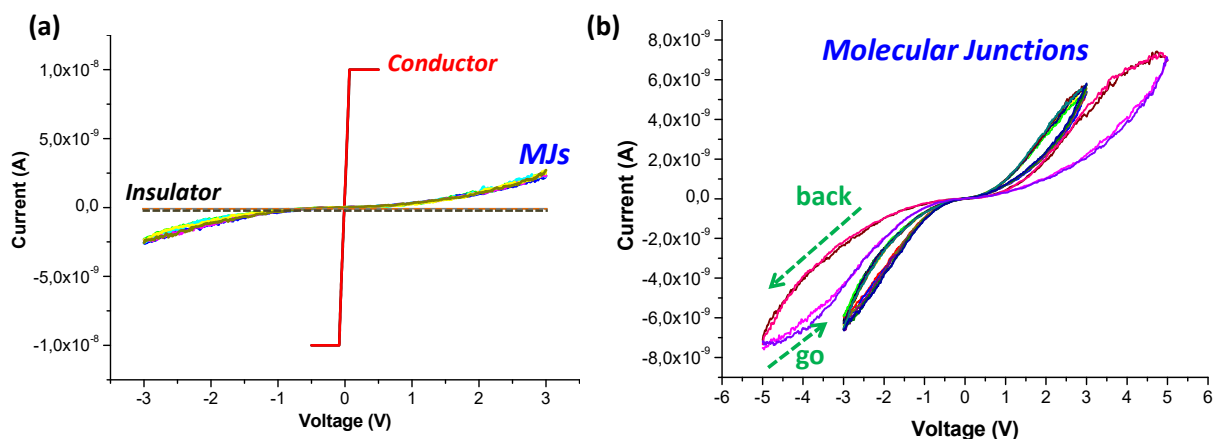 (a)
Conductor
MJs
Insulator
1,0x10⁻⁸
5,0x10⁻⁹
0,0
-5,0x10⁻⁹
-1,0x10⁻⁸
Current (A)
-3 -2 -1 0 1 2 3
Voltage (V)
(b)
Molecular Junctions
8,0x10⁻⁹
6,0x10⁻⁹
4,0x10⁻⁹
2,0x10⁻⁹
0,0
-2,0x10⁻⁹
-4,0x10⁻⁹
-6,0x10⁻⁹
-8,0x10⁻⁹
Current (A)
back
go
-6 -5 -4 -3 -2 -1 0 1 2 3 4 5 6
Voltage (V)